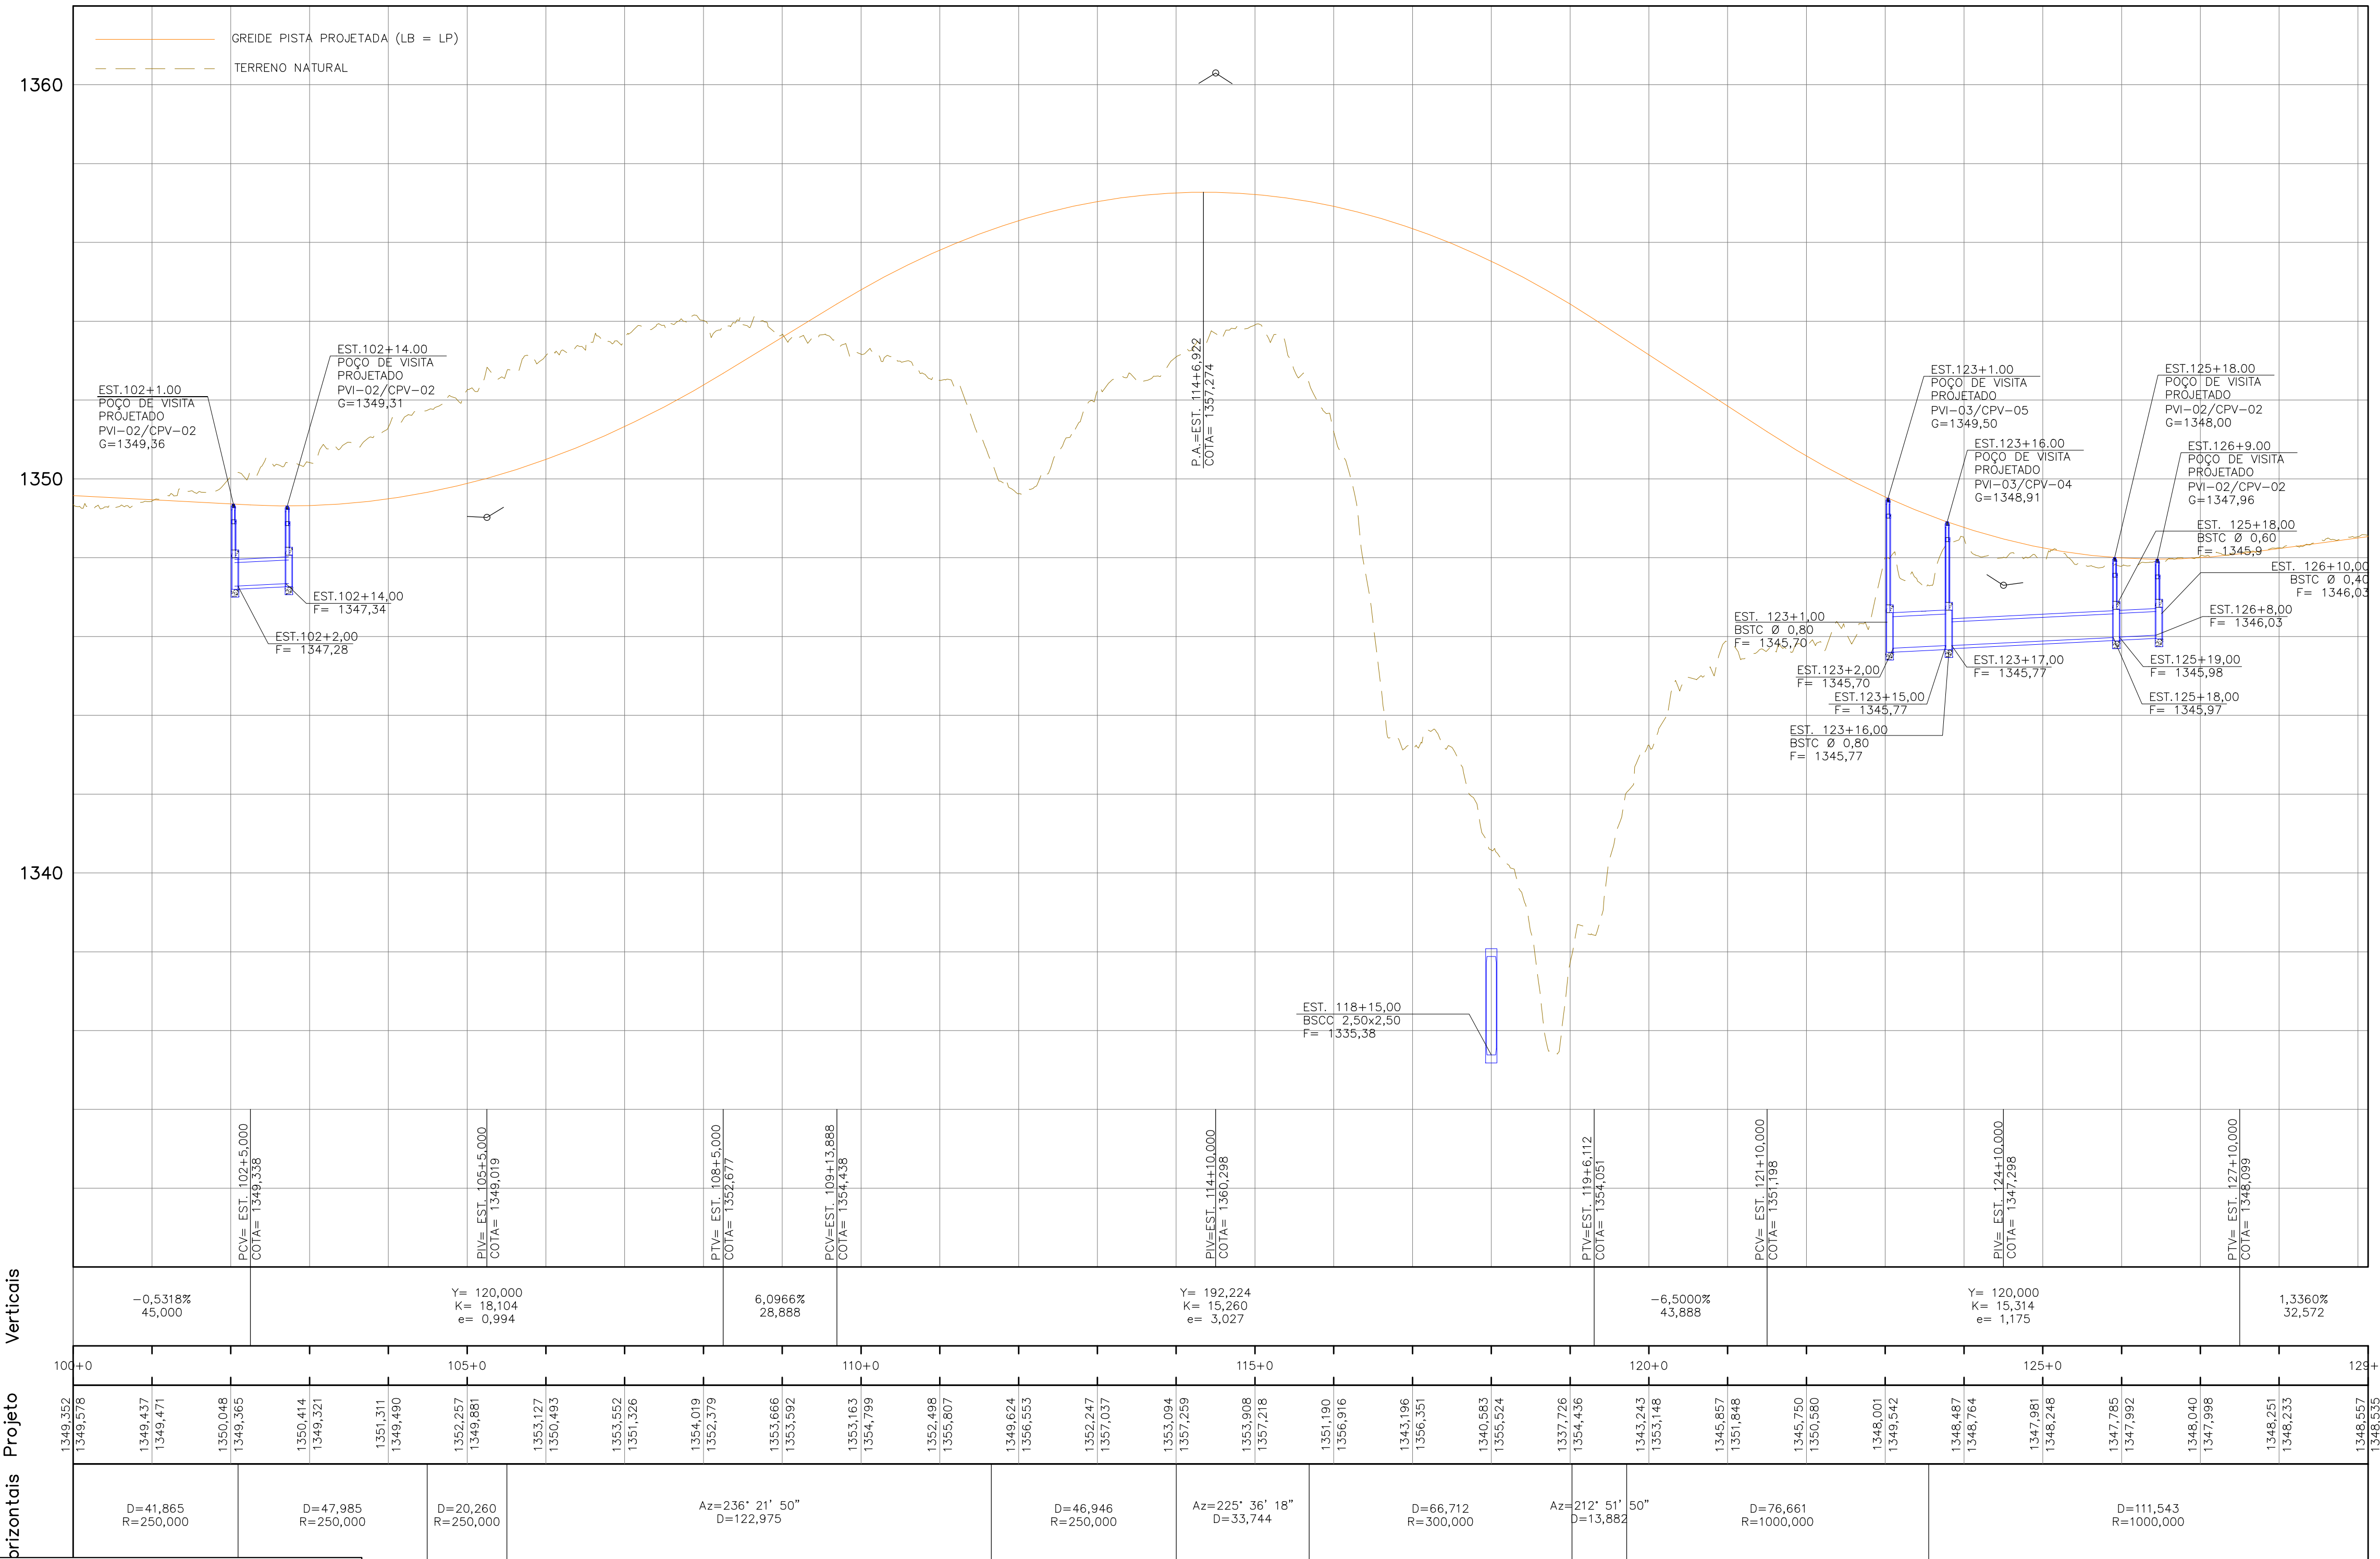 GREIDE PISTA PROJETADA (LB = LP)
TERRENO NATURAL
1360
1350
1340
EST.102+1.00
POÇO DE VISITA
PROJETADO
PVI-02/CPV-02
G=1349,36
EST.102+14.00
POÇO DE VISITA
PROJETADO
PVI-02/CPV-02
G=1349,31
EST.102+14,00
F= 1347,34
EST.102+2,00
F= 1347,28
P.A.=EST. 114+6,922
COTA= 1357,274
EST.123+1.00
POÇO DE VISITA
PROJETADO
PVI-03/CPV-05
G=1349,50
EST.123+16.00
POÇO DE VISITA
PROJETADO
PVI-03/CPV-04
G=1348,91
EST.125+18.00
POÇO DE VISITA
PROJETADO
PVI-02/CPV-02
G=1348,00
EST.126+9.00
POÇO DE VISITA
PROJETADO
PVI-02/CPV-02
G=1347,96
EST. 125+18,00
BSTC Ø 0,60
F= 1345,9
EST. 126+10,00
BSTC Ø 0,40
F= 1346,03
EST.126+8,00
F= 1346,03
EST. 123+1,00
BSTC Ø 0,80
F= 1345,70
EST.123+2,00
F= 1345,70
EST.123+15,00
F= 1345,77
EST. 123+16,00
BSTC Ø 0,80
F= 1345,77
EST.123+17,00
F= 1345,77
EST.125+19,00
F= 1345,98
EST.125+18,00
F= 1345,97
EST. 118+15,00
BSCC 2,50x2,50
F= 1335,38
PCV= EST. 102+5,000
COTA= 1349,338
PIV= EST. 105+5,000
COTA= 1349,019
PTV= EST. 108+5,000
COTA= 1352,677
PCV=EST. 109+13,888
COTA= 1354,438
PIV=EST. 114+10,000
COTA= 1360,298
PTV=EST. 119+6,112
COTA= 1354,051
PCV= EST. 121+10,000
COTA= 1351,198
PIV= EST. 124+10,000
COTA= 1347,298
PTV= EST. 127+10,000
COTA= 1348,099
Verticais
-0,5318%
45,000
Y= 120,000
K= 18,104
e= 0,994
6,0966%
28,888
Y= 192,224
K= 15,260
e= 3,027
-6,5000%
43,888
Y= 120,000
K= 15,314
e= 1,175
1,3360%
32,572
100+0
105+0
110+0
115+0
120+0
125+0
129+
Projeto
1349,352
1349,578
1349,437
1349,471
1350,048
1349,365
1350,414
1349,321
1351,311
1349,490
1352,257
1349,881
1353,127
1350,493
1353,552
1351,326
1354,019
1352,379
1353,666
1353,592
1353,163
1354,799
1352,498
1355,807
1349,624
1356,553
1352,247
1357,037
1353,094
1357,259
1353,908
1357,218
1351,190
1356,916
1343,196
1356,351
1340,583
1355,524
1337,726
1354,436
1343,243
1353,148
1345,857
1351,848
1345,750
1350,580
1348,001
1349,542
1348,487
1348,764
1347,981
1348,248
1347,785
1347,992
1348,040
1347,998
1348,251
1348,233
1348,557
1348,535
orizontais
D=41,865
R=250,000
D=47,985
R=250,000
D=20,260
R=250,000
Az=236° 21' 50"
D=122,975
D=46,946
R=250,000
Az=225° 36' 18"
D=33,744
D=66,712
R=300,000
Az=212° 51' 50"
D=13,882
D=76,661
R=1000,000
D=111,543
R=1000,000